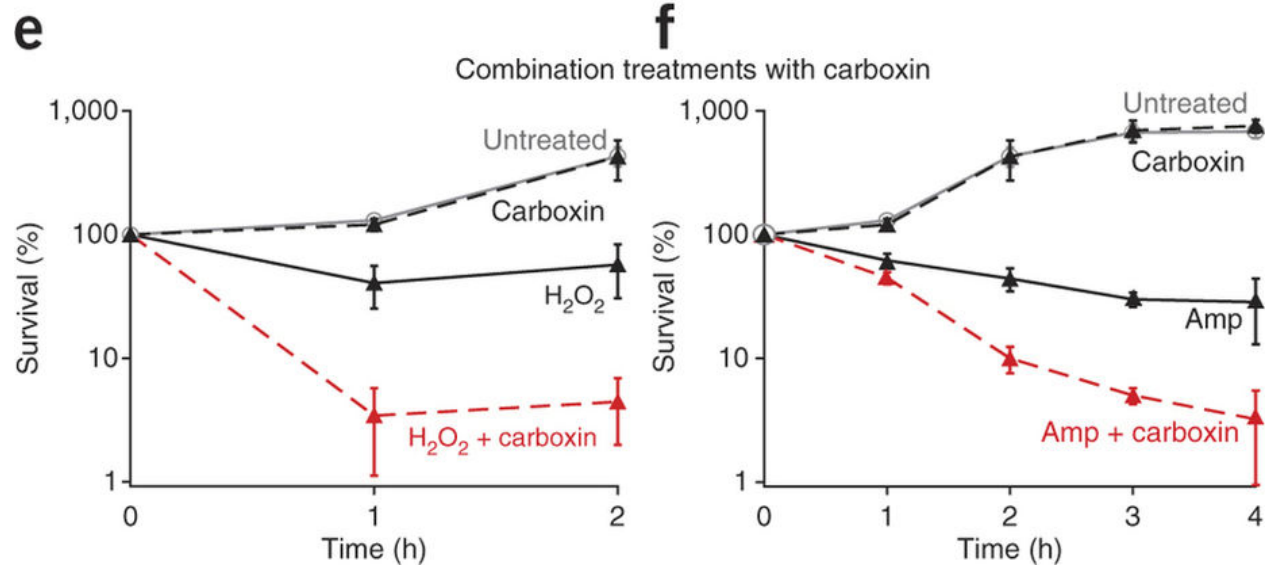 e
f
Combination treatments with carboxin
1,000
100
10
1
Survival (%)
Untreated
Carboxin
H₂O₂
H₂O₂ + carboxin
0 1 2
Time (h)
1,000
100
10
1
Survival (%)
Untreated
Carboxin
Amp
Amp + carboxin
0 1 2 3 4
Time (h)